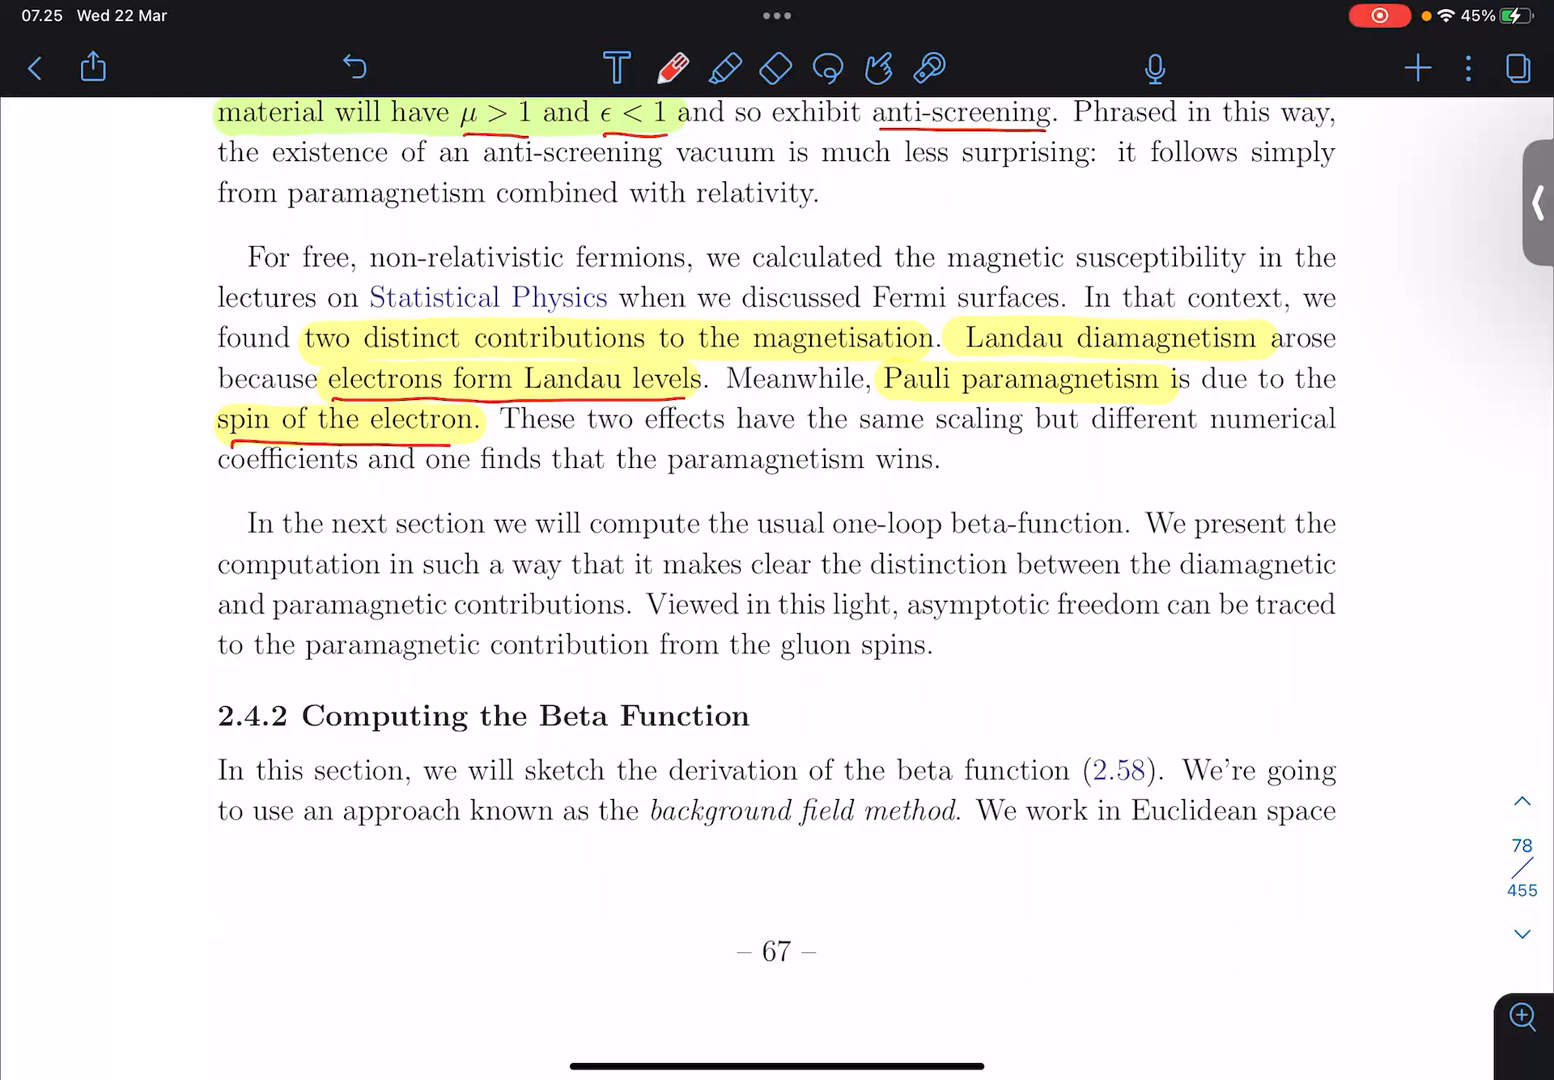 07.25 Wed 22 Mar
45%
material will have μ > 1 and ϵ < 1 and so exhibit anti-screening. Phrased in this way,
the existence of an anti-screening vacuum is much less surprising: it follows simply
from paramagnetism combined with relativity.
For free, non-relativistic fermions, we calculated the magnetic susceptibility in the
lectures on Statistical Physics when we discussed Fermi surfaces. In that context, we
found two distinct contributions to the magnetisation. Landau diamagnetism arose
because electrons form Landau levels. Meanwhile, Pauli paramagnetism is due to the
spin of the electron. These two effects have the same scaling but different numerical
coefficients and one finds that the paramagnetism wins.
In the next section we will compute the usual one-loop beta-function. We present the
computation in such a way that it makes clear the distinction between the diamagnetic
and paramagnetic contributions. Viewed in this light, asymptotic freedom can be traced
to the paramagnetic contribution from the gluon spins.
2.4.2 Computing the Beta Function
In this section, we will sketch the derivation of the beta function (2.58). We're going
to use an approach known as the background field method. We work in Euclidean space
78
/
455
– 67 –